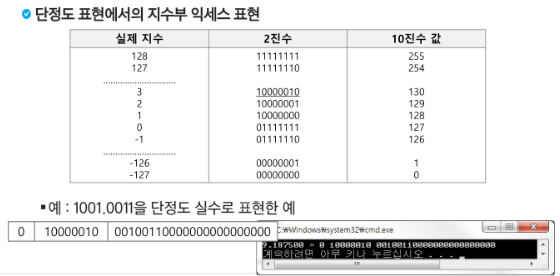 단정도 표현에서의 지수부 익세스 표현
실제 지수 2진수 10진수 값
128 11111111 255
127 11111110 254
..............................
3 10000010 130
2 10000001 129
1 10000000 128
0 01111111 127
-1 01111110 126
..............................
-126 00000001 1
-127 00000000 0
▪예 : 1001.0011을 단정도 실수로 표현한 예
0 10000010 00100110000000000000000
C:₩Windows₩system32₩cmd.exe
9.187500 = 0 10000010 00100110000000000000000
계속하려면 아무 키나 누르십시오 . . .